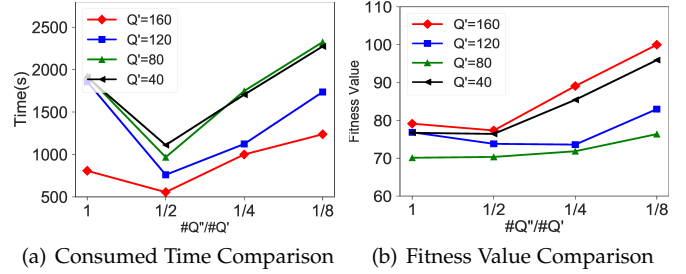 Q'=160
Q'=120
Q'=80
Q'=40
2500
2000
1500
1000
500
Time(s)
1 1/2 1/4 1/8
#Q''/#Q'
(a) Consumed Time Comparison
110
100
90
80
70
60
Fitness Value
Q'=160
Q'=120
Q'=80
Q'=40
1 1/2 1/4 1/8
#Q''/#Q'
(b) Fitness Value Comparison